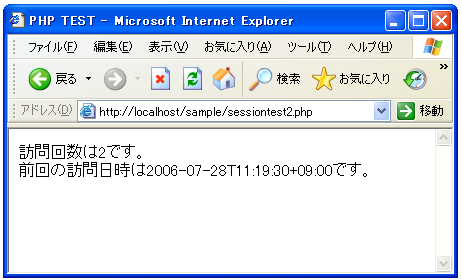 PHP TEST - Microsoft Internet Explorer
ファイル(F) 編集(E) 表示(V) お気に入り(A) ツール(T) ヘルプ(H)
戻る 検索 お気に入り
アドレス(D) http://localhost/sample/sessiontest2.php 移動
訪問回数は2です。
前回の訪問日時は2006-07-28T11:19:30+09:00です。